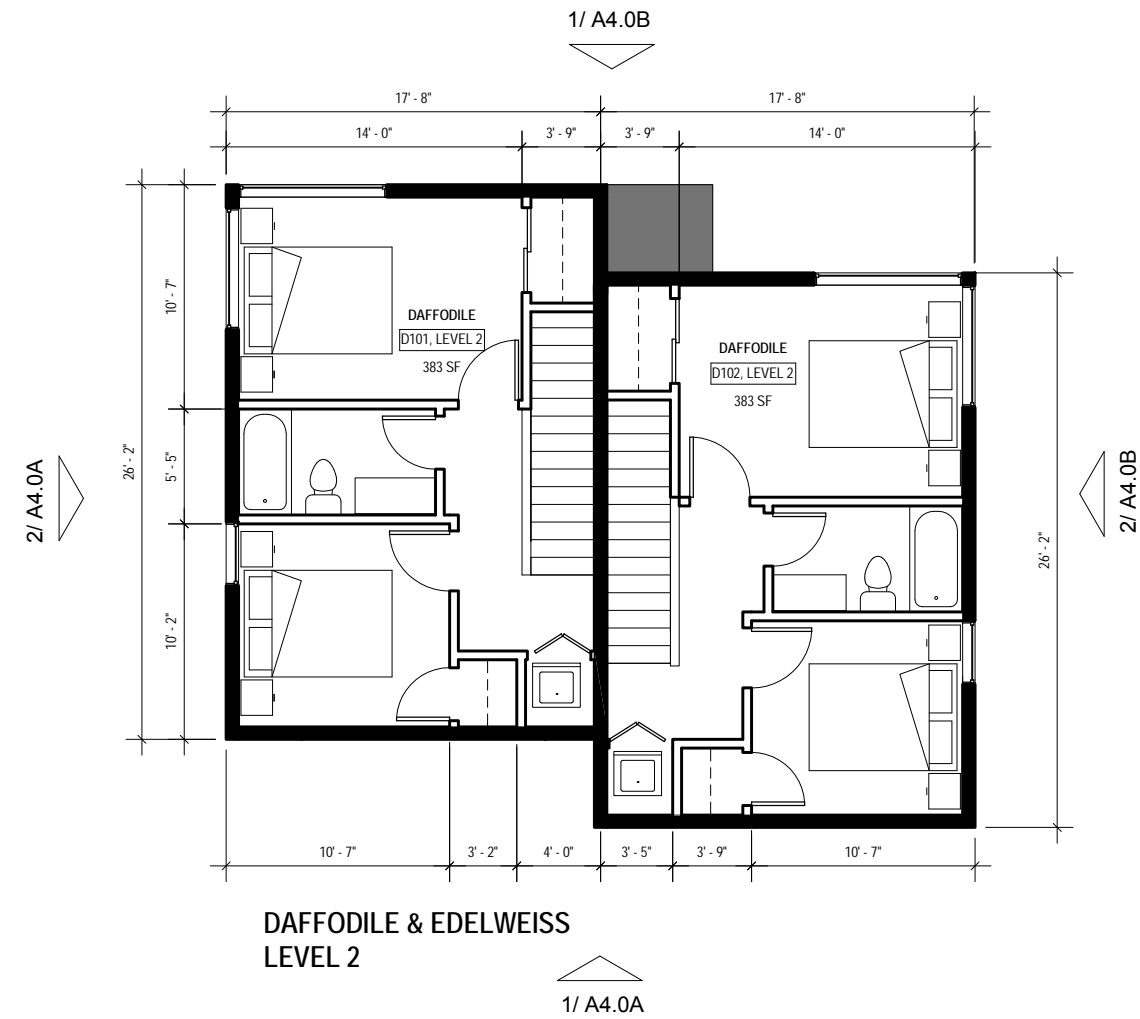 1/ A4.0B
17' - 8"
17' - 8"
14' - 0"
3' - 9"
3' - 9"
14' - 0"
10' - 7"
DAFFODILE
D101, LEVEL 2
383 SF
DAFFODILE
D102, LEVEL 2
383 SF
2/ A4.0A
26' - 2"
5' - 5"
2/ A4.0B
26' - 2"
10' - 2"
10' - 7"
3' - 2"
4' - 0"
3' - 5"
3' - 9"
10' - 7"
DAFFODILE & EDELWEISS
LEVEL 2
1/ A4.0A